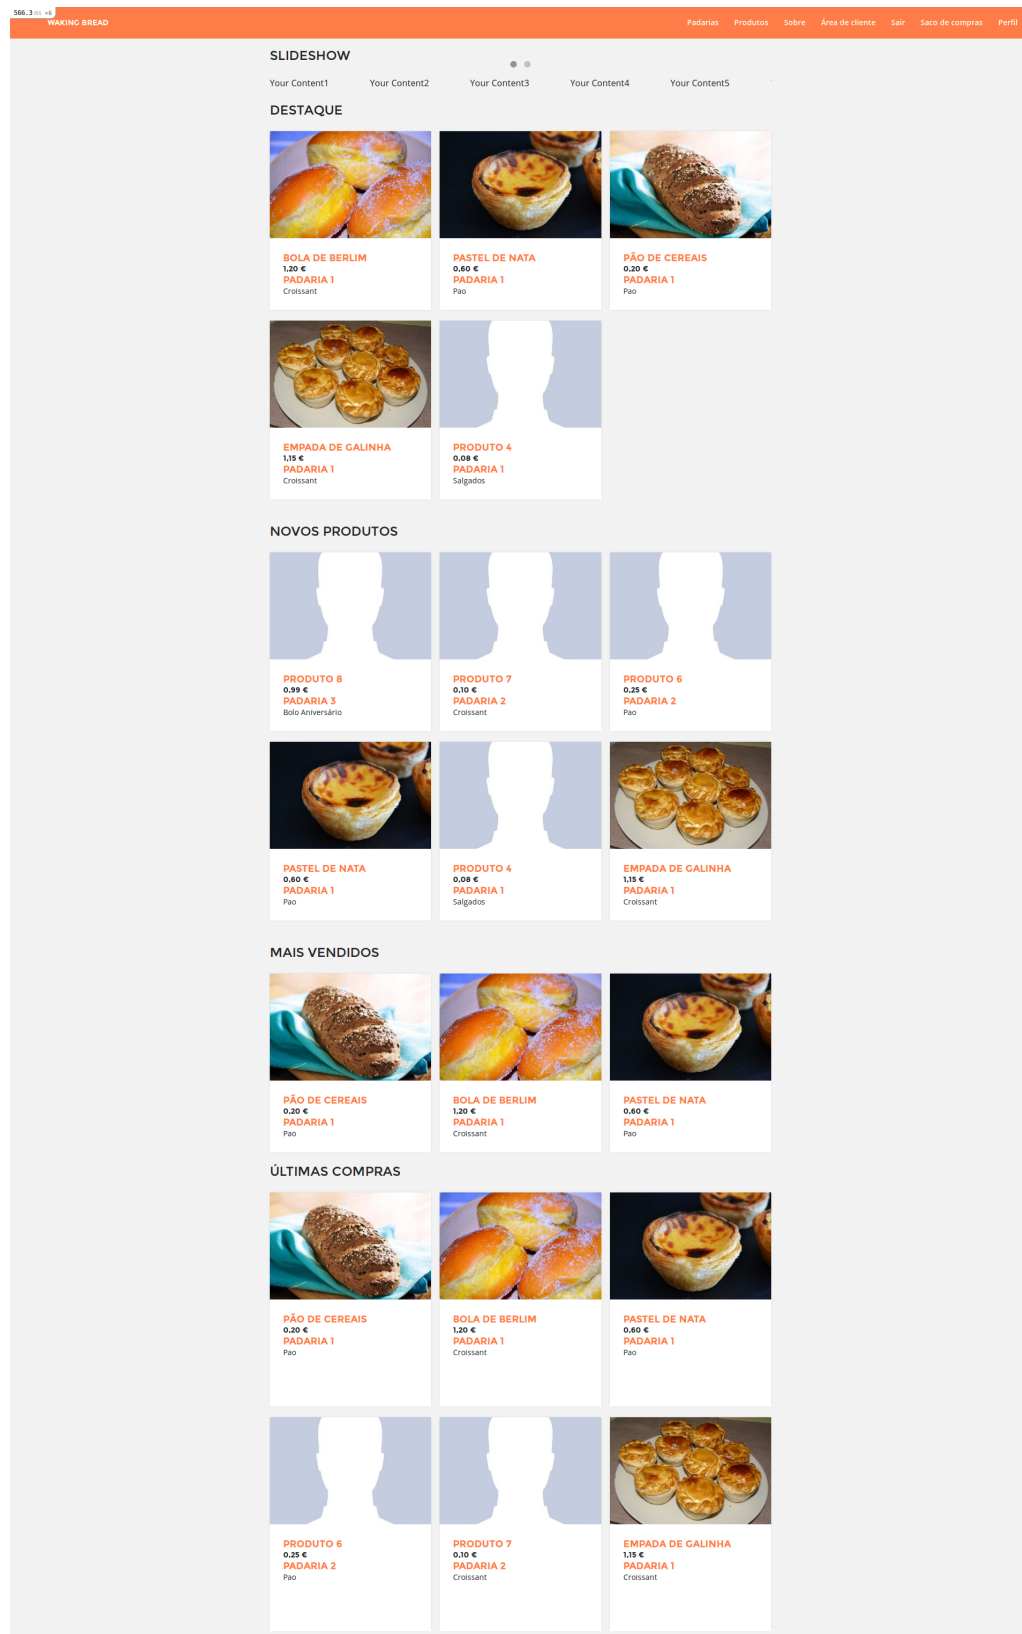 566.3 ms ×6
WAKING BREAD
Padarias Produtos Sobre Área de cliente Sair Saco de compras Perfil
SLIDESHOW
Your Content1 Your Content2 Your Content3 Your Content4 Your Content5
DESTAQUE
BOLA DE BERLIM
1,20 €
PADARIA 1
Croissant
PASTEL DE NATA
0,60 €
PADARIA 1
Pao
PÃO DE CEREAIS
0,20 €
PADARIA 1
Pao
EMPADA DE GALINHA
1,15 €
PADARIA 1
Croissant
PRODUTO 4
0,08 €
PADARIA 1
Salgados
NOVOS PRODUTOS
PRODUTO 8
0,99 €
PADARIA 3
Bolo Aniversário
PRODUTO 7
0,10 €
PADARIA 2
Croissant
PRODUTO 6
0,25 €
PADARIA 2
Pao
PASTEL DE NATA
0,60 €
PADARIA 1
Pao
PRODUTO 4
0,08 €
PADARIA 1
Salgados
EMPADA DE GALINHA
1,15 €
PADARIA 1
Croissant
MAIS VENDIDOS
PÃO DE CEREAIS
0,20 €
PADARIA 1
Pao
BOLA DE BERLIM
1,20 €
PADARIA 1
Croissant
PASTEL DE NATA
0,60 €
PADARIA 1
Pao
ÚLTIMAS COMPRAS
PÃO DE CEREAIS
0,20 €
PADARIA 1
Pao
BOLA DE BERLIM
1,20 €
PADARIA 1
Croissant
PASTEL DE NATA
0,60 €
PADARIA 1
Pao
PRODUTO 6
0,25 €
PADARIA 2
Pao
PRODUTO 7
0,10 €
PADARIA 2
Croissant
EMPADA DE GALINHA
1,15 €
PADARIA 1
Croissant